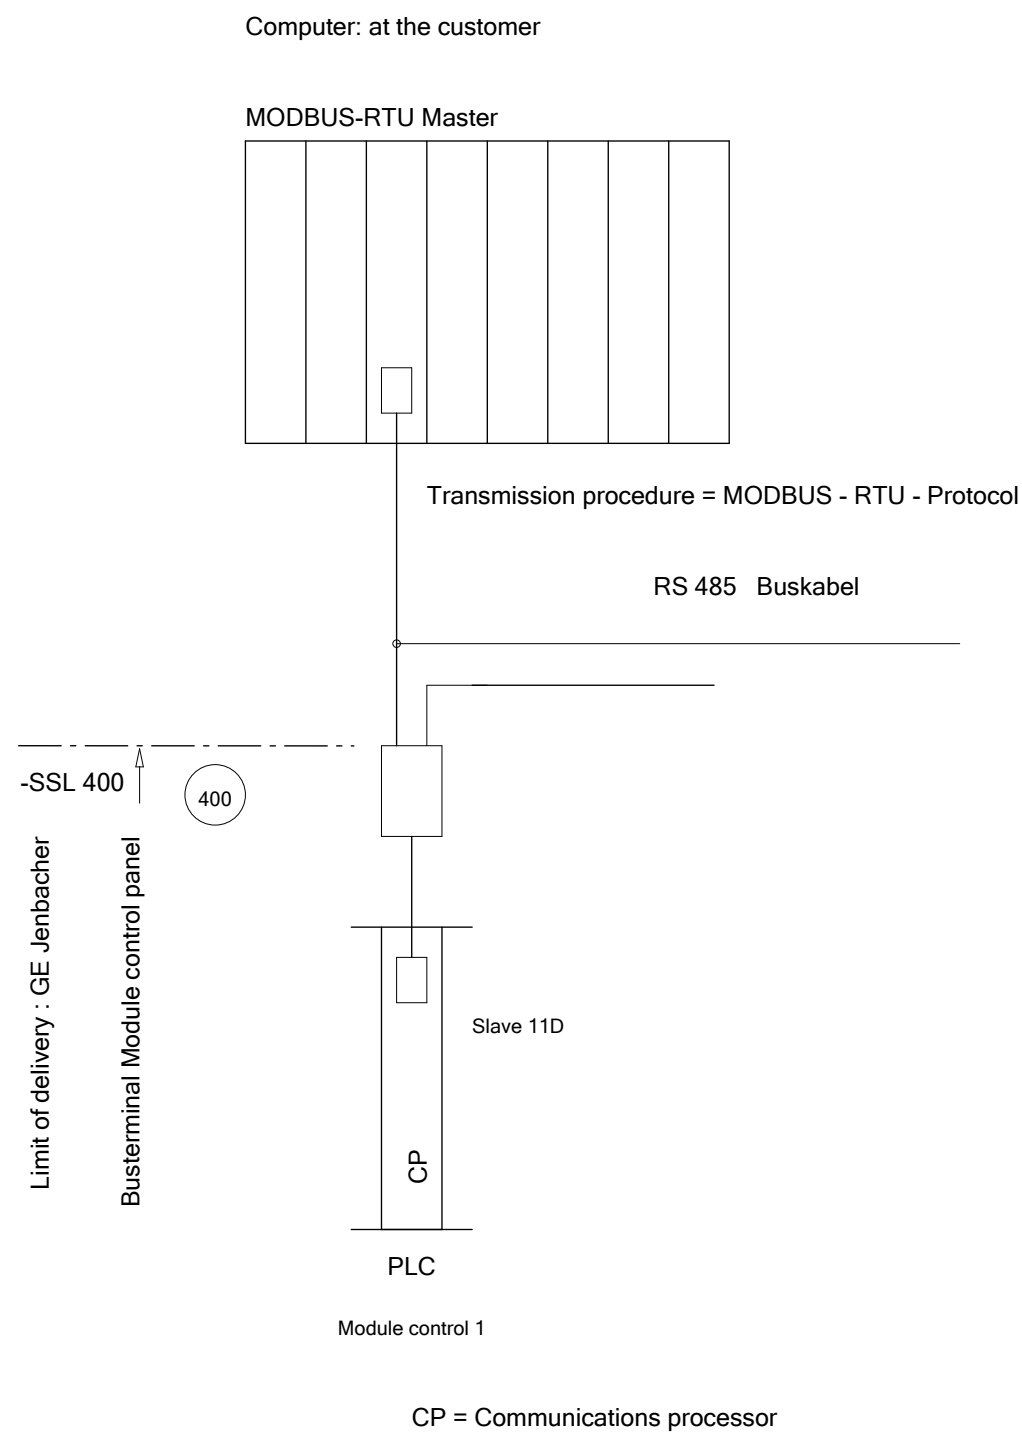 Computer: at the customer
MODBUS-RTU Master
Transmission procedure = MODBUS - RTU - Protocol
RS 485 Buskabel
-SSL 400
400
Limit of delivery : GE Jenbacher
Busterminal Module control panel
Slave 11D
CP
PLC
Module control 1
CP = Communications processor